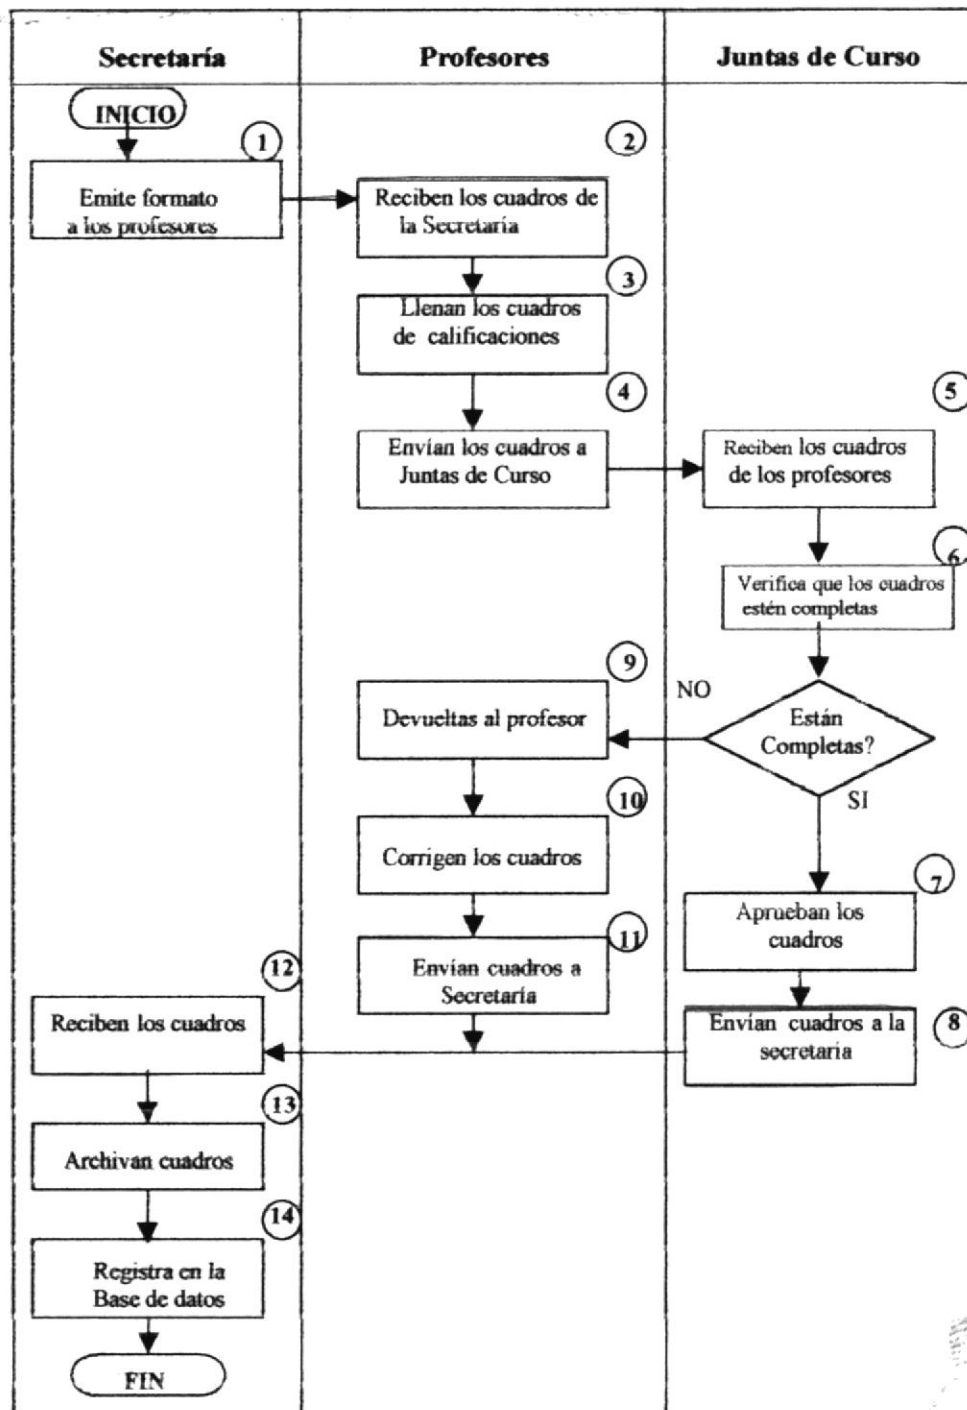 Secretaría
Profesores
Juntas de Curso
INICIO
1
Emite formato
a los profesores
2
Reciben los cuadros de
la Secretaría
3
Llenan los cuadros
de calificaciones
4
Envían los cuadros a
Juntas de Curso
5
Reciben los cuadros
de los profesores
6
Verifica que los cuadros
estén completas
Están
Completas?
NO
SI
9
Devueltas al profesor
10
Corrigen los cuadros
11
Envían cuadros a
Secretaría
7
Aprueban los
cuadros
8
Envían cuadros a la
secretaria
12
Reciben los cuadros
13
Archivan cuadros
14
Registra en la
Base de datos
FIN